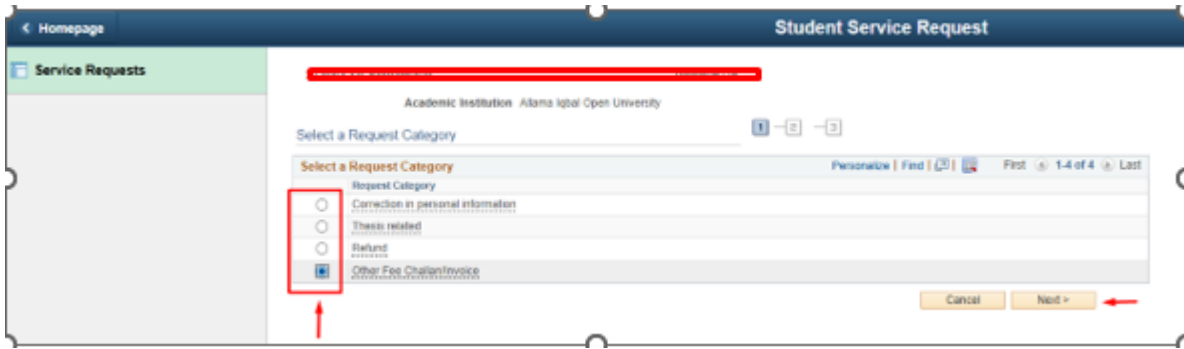 Homepage
Student Service Request
Service Requests
Academic Institution Allama Iqbal Open University
Select a Request Category
1 2 3
Select a Request Category
Personalize | Find | First 1-4 of 4 Last
Request Category
Correction in personal information
Thesis related
Refund
Other Fee Challan/Invoice
Cancel
Next >